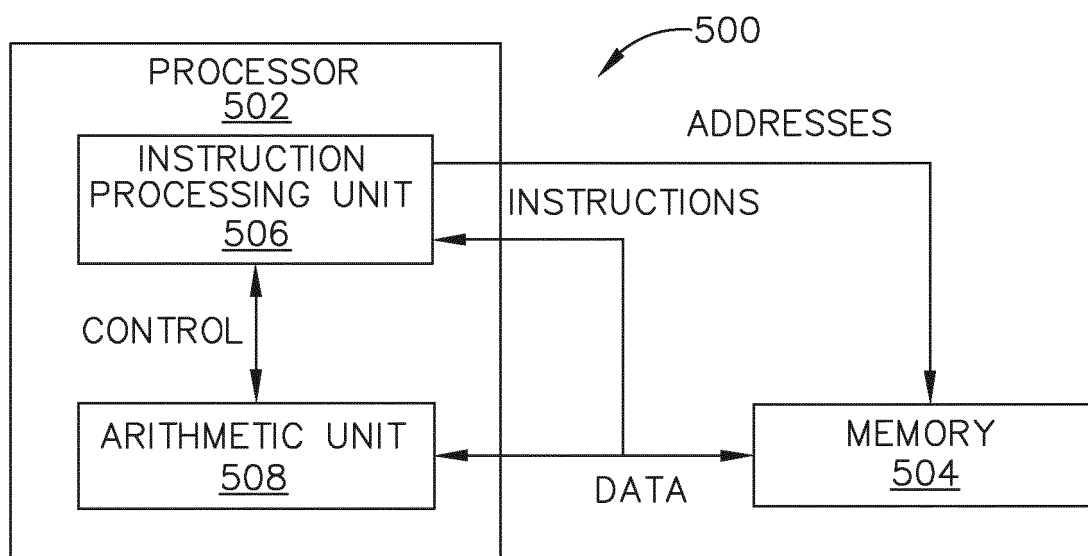 500
PROCESSOR
502
ADDRESSES
INSTRUCTION
PROCESSING UNIT
506
INSTRUCTIONS
CONTROL
ARITHMETIC UNIT
508
DATA
MEMORY
504